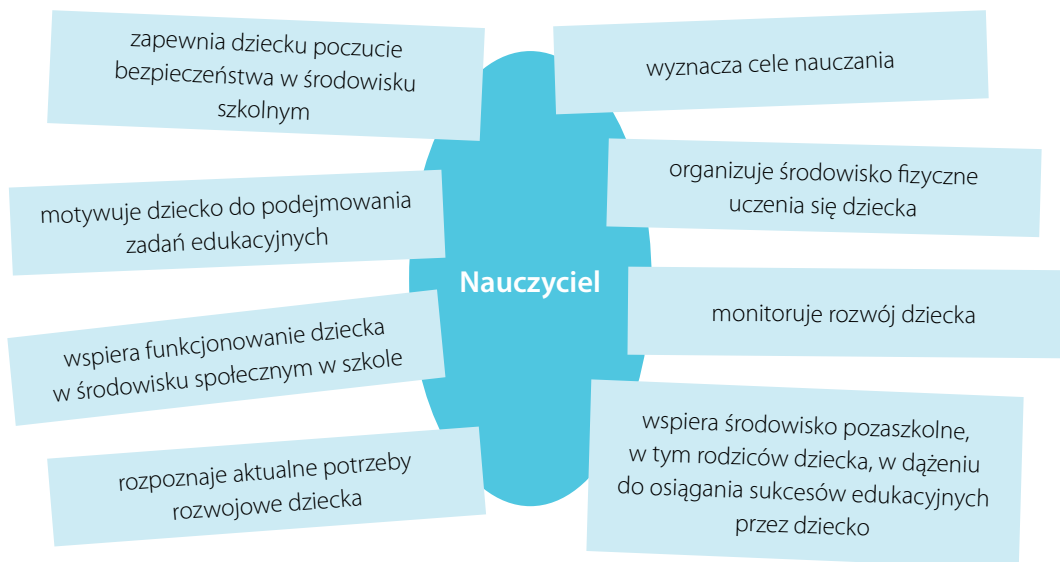 zapewnia dziecku poczucie
bezpieczeństwa w środowisku
szkolnym
motywuje dziecko do podejmowania
zadań edukacyjnych
wspiera funkcjonowanie dziecka
w środowisku społecznym w szkole
rozpoznaje aktualne potrzeby
rozwojowe dziecka
Nauczyciel
wyznacza cele nauczania
organizuje środowisko fizyczne
uczenia się dziecka
monitoruje rozwój dziecka
wspiera środowisko pozaszkolne,
w tym rodziców dziecka, w dążeniu
do osiągania sukcesów edukacyjnych
przez dziecko